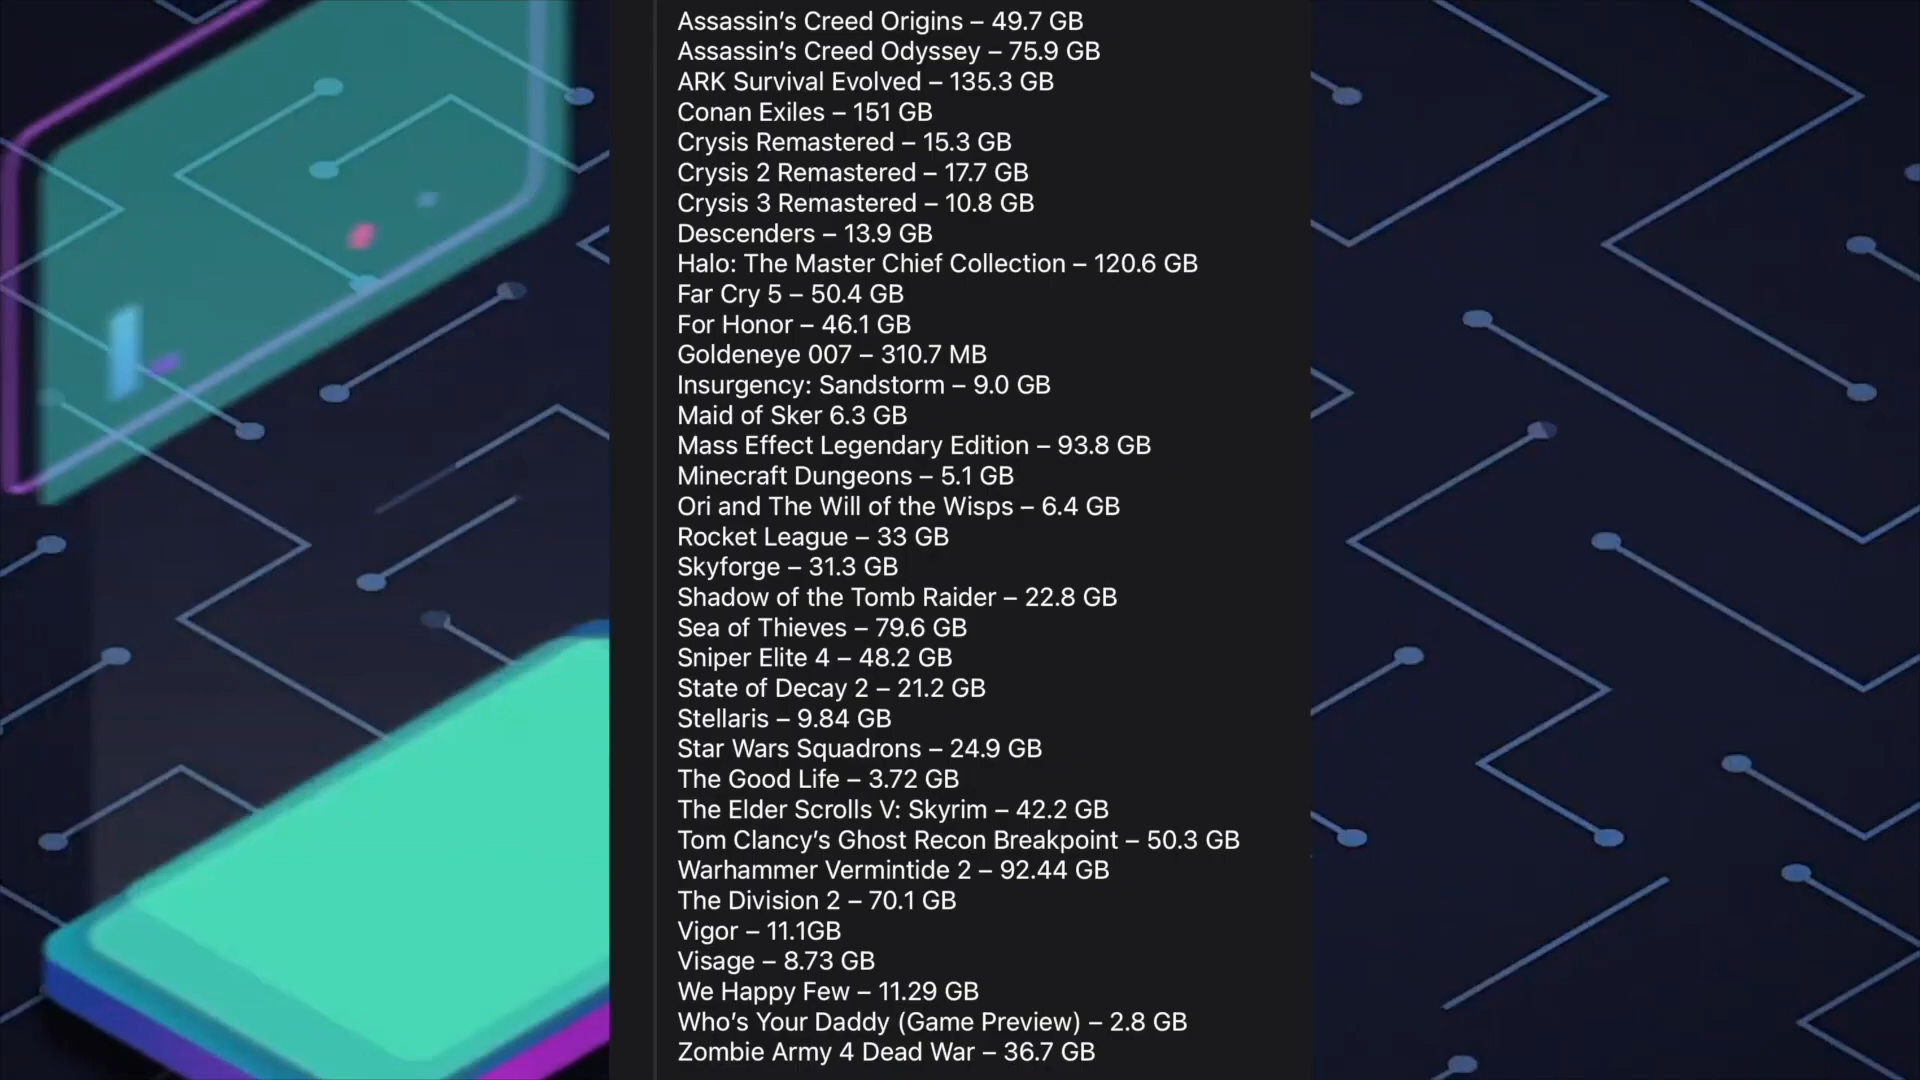 Assassin’s Creed Origins – 49.7 GB
Assassin’s Creed Odyssey – 75.9 GB
ARK Survival Evolved – 135.3 GB
Conan Exiles – 151 GB
Crysis Remastered – 15.3 GB
Crysis 2 Remastered – 17.7 GB
Crysis 3 Remastered – 10.8 GB
Descenders – 13.9 GB
Halo: The Master Chief Collection – 120.6 GB
Far Cry 5 – 50.4 GB
For Honor – 46.1 GB
Goldeneye 007 – 310.7 MB
Insurgency: Sandstorm – 9.0 GB
Maid of Sker 6.3 GB
Mass Effect Legendary Edition – 93.8 GB
Minecraft Dungeons – 5.1 GB
Ori and The Will of the Wisps – 6.4 GB
Rocket League – 33 GB
Skyforge – 31.3 GB
Shadow of the Tomb Raider – 22.8 GB
Sea of Thieves – 79.6 GB
Sniper Elite 4 – 48.2 GB
State of Decay 2 – 21.2 GB
Stellaris – 9.84 GB
Star Wars Squadrons – 24.9 GB
The Good Life – 3.72 GB
The Elder Scrolls V: Skyrim – 42.2 GB
Tom Clancy’s Ghost Recon Breakpoint – 50.3 GB
Warhammer Vermintide 2 – 92.44 GB
The Division 2 – 70.1 GB
Vigor – 11.1GB
Visage – 8.73 GB
We Happy Few – 11.29 GB
Who’s Your Daddy (Game Preview) – 2.8 GB
Zombie Army 4 Dead War – 36.7 GB